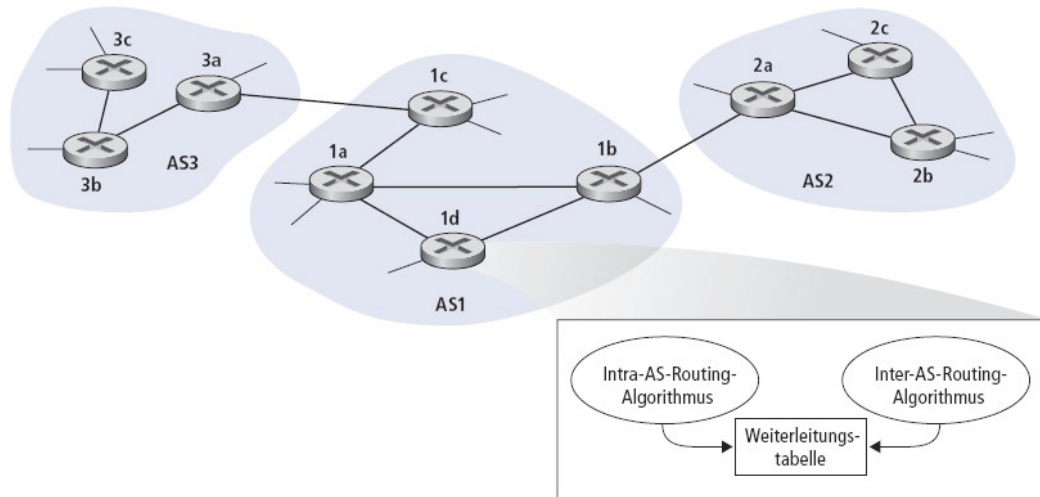 3c
3a
3b
AS3
1c
1a
1b
1d
AS1
2c
2a
2b
AS2
Intra-AS-Routing-
Algorithmus
Inter-AS-Routing-
Algorithmus
Weiterleitungs-
tabelle